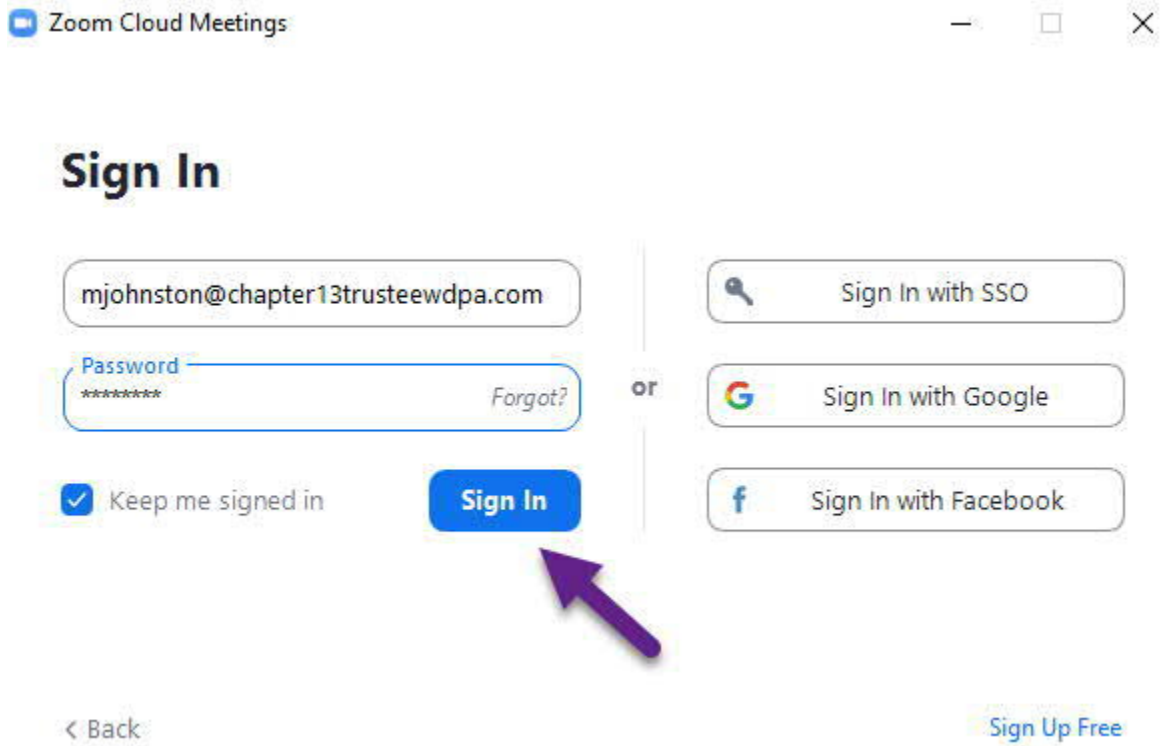 Zoom Cloud Meetings
Sign In
mjohnston@chapter13trusteewdpa.com
Password
********
Forgot?
Keep me signed in
Sign In
or
Sign In with SSO
Sign In with Google
Sign In with Facebook
< Back
Sign Up Free